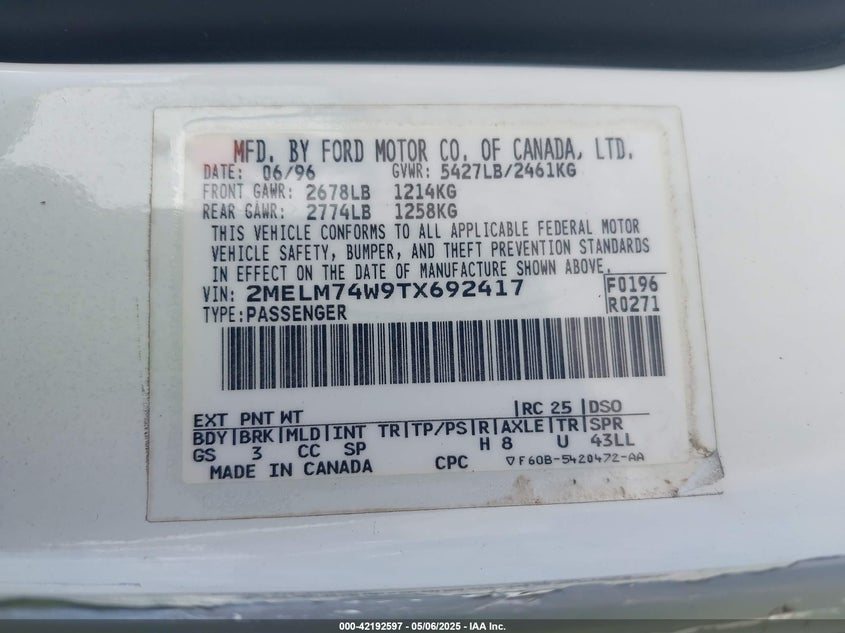 MFD. BY FORD MOTOR CO. OF CANADA, LTD.
DATE: 06/96 GVWR: 5427LB/2461KG
FRONT GAWR: 2678LB 1214KG
REAR GAWR: 2774LB 1258KG
THIS VEHICLE CONFORMS TO ALL APPLICABLE FEDERAL MOTOR
VEHICLE SAFETY, BUMPER, AND THEFT PREVENTION STANDARDS
IN EFFECT ON THE DATE OF MANUFACTURE SHOWN ABOVE.
VIN: 2MELM74W9TX692417 F0196
TYPE:PASSENGER R0271
EXT PNT WT |RC 25 |DSO
BDY|BRK|MLD|INT TR|TP/PS|R|AXLE|TR|SPR
GS 3 CC SP H 8 U 43LL
MADE IN CANADA CPC ▽F60B-5420472-AA
000-42192597 - 05/06/2025 - IAA Inc.